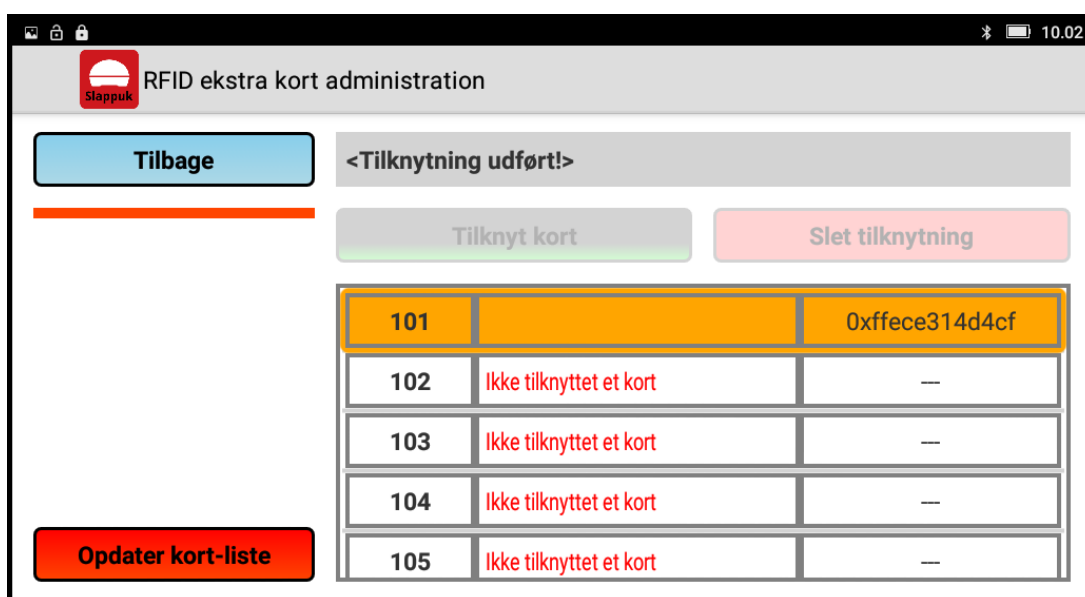 10.02
Slappuk
RFID ekstra kort administration
Tilbage
<Tilknytning udført!>
Tilknyt kort
Slet tilknytning
101 0xffece314d4cf
102 Ikke tilknyttet et kort ---
103 Ikke tilknyttet et kort ---
104 Ikke tilknyttet et kort ---
105 Ikke tilknyttet et kort ---
Opdater kort-liste